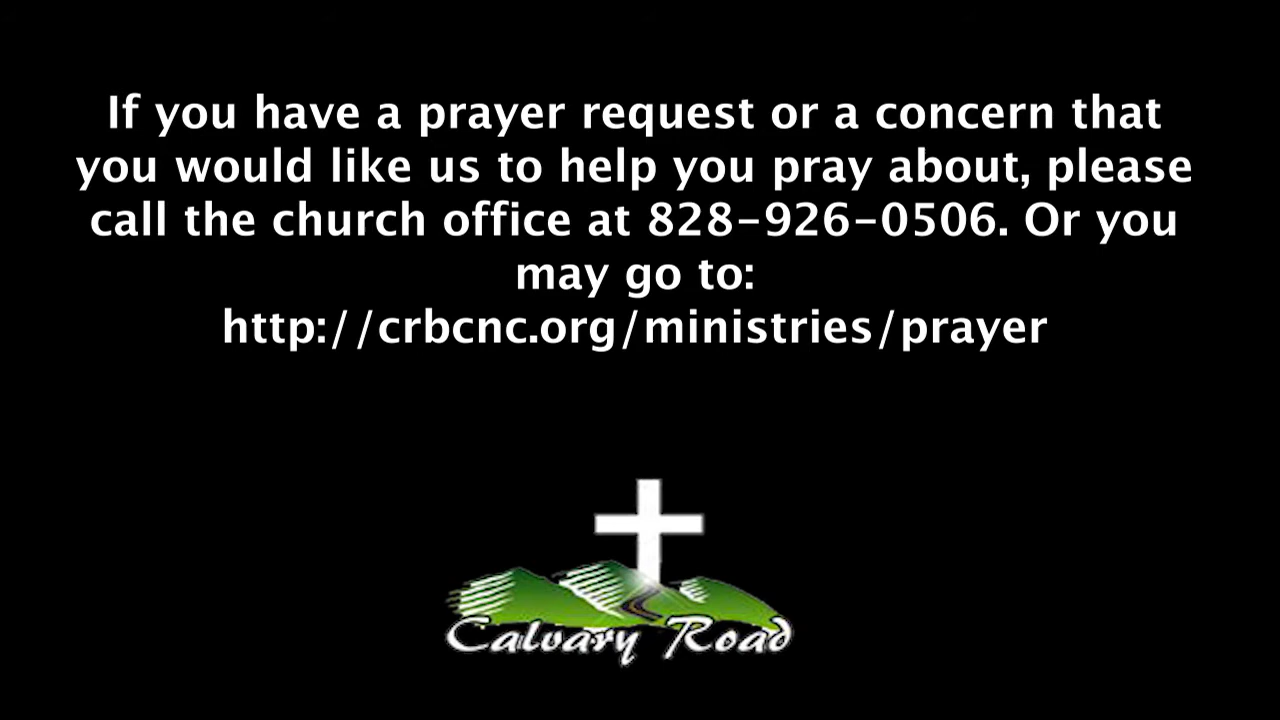 If you have a prayer request or a concern that
you would like us to help you pray about, please
call the church office at 828-926-0506. Or you
may go to:
http://crbcnc.org/ministries/prayer
Calvary Road